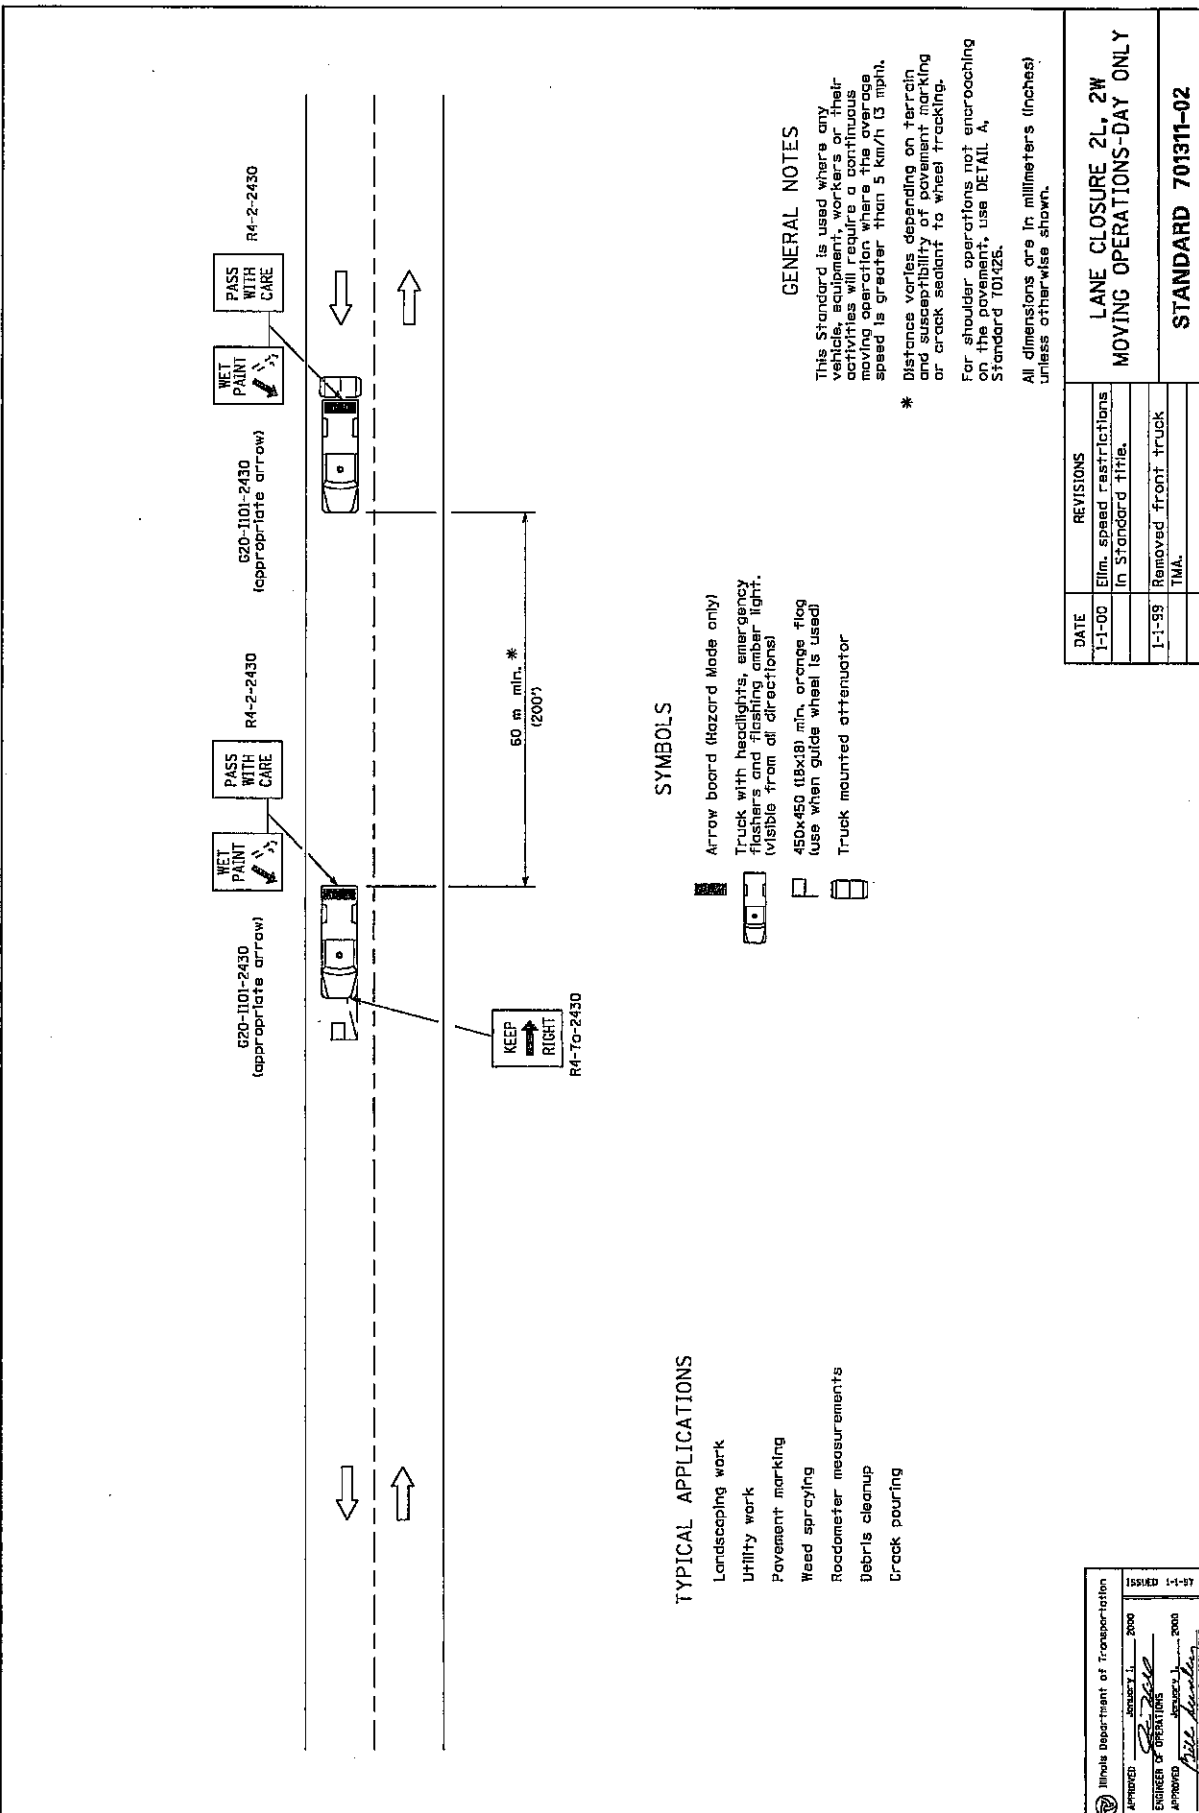 G20-I101-2430
(appropriate arrow)
WET
PAINT
PASS
WITH
CARE
R4-2-2430
G20-I101-2430
(appropriate arrow)
WET
PAINT
PASS
WITH
CARE
R4-2-2430
KEEP
RIGHT
R4-7a-2430
60 m min. *
(200')
TYPICAL APPLICATIONS
Landscaping work
Utility work
Pavement marking
Weed spraying
Roadometer measurements
Debris cleanup
Crack pouring
SYMBOLS
Arrow board (Hazard Mode only)
Truck with headlights, emergency
flashers and flashing amber light.
(visible from all directions)
450x450 (18x18) min. orange flag
(use when guide wheel is used)
Truck mounted attenuator
GENERAL NOTES
This Standard is used where any
vehicle, equipment, workers or their
activities will require a continuous
moving operation where the average
speed is greater than 5 km/h (3 mph).
* Distance varies depending on terrain
and susceptibility of pavement marking
or crack sealant to wheel tracking.
For shoulder operations not encroaching
on the pavement, use DETAIL A,
Standard 701426.
All dimensions are in millimeters (inches)
unless otherwise shown.
Illinois Department of Transportation
APPROVED January 1, 2000
ENGINEER OF OPERATIONS
APPROVED January 1, 2000
ISSUED 1-1-97
DATE REVISIONS
1-1-00 Elim. speed restrictions
in Standard title.
1-1-99 Removed front truck
TMA.
LANE CLOSURE 2L, 2W
MOVING OPERATIONS-DAY ONLY
STANDARD 701311-02